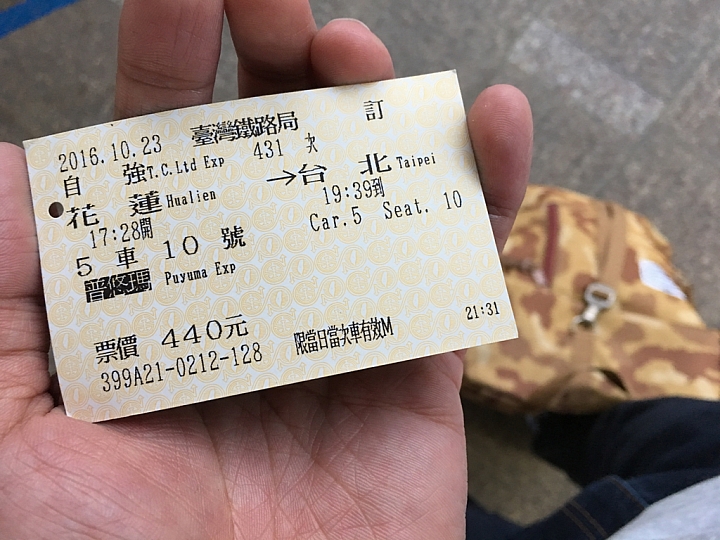 臺灣鐵路局 訂
2016.10.23
自強 T.C.Ltd Exp 431 次
花蓮 Hualien → 台北 Taipei
17:28開 19:39到
5 車 10 號 Car.5 Seat. 10
普悠瑪 Puyuma Exp
票價 440元
限當日當次車有效M 21:31
399A21-0212-128